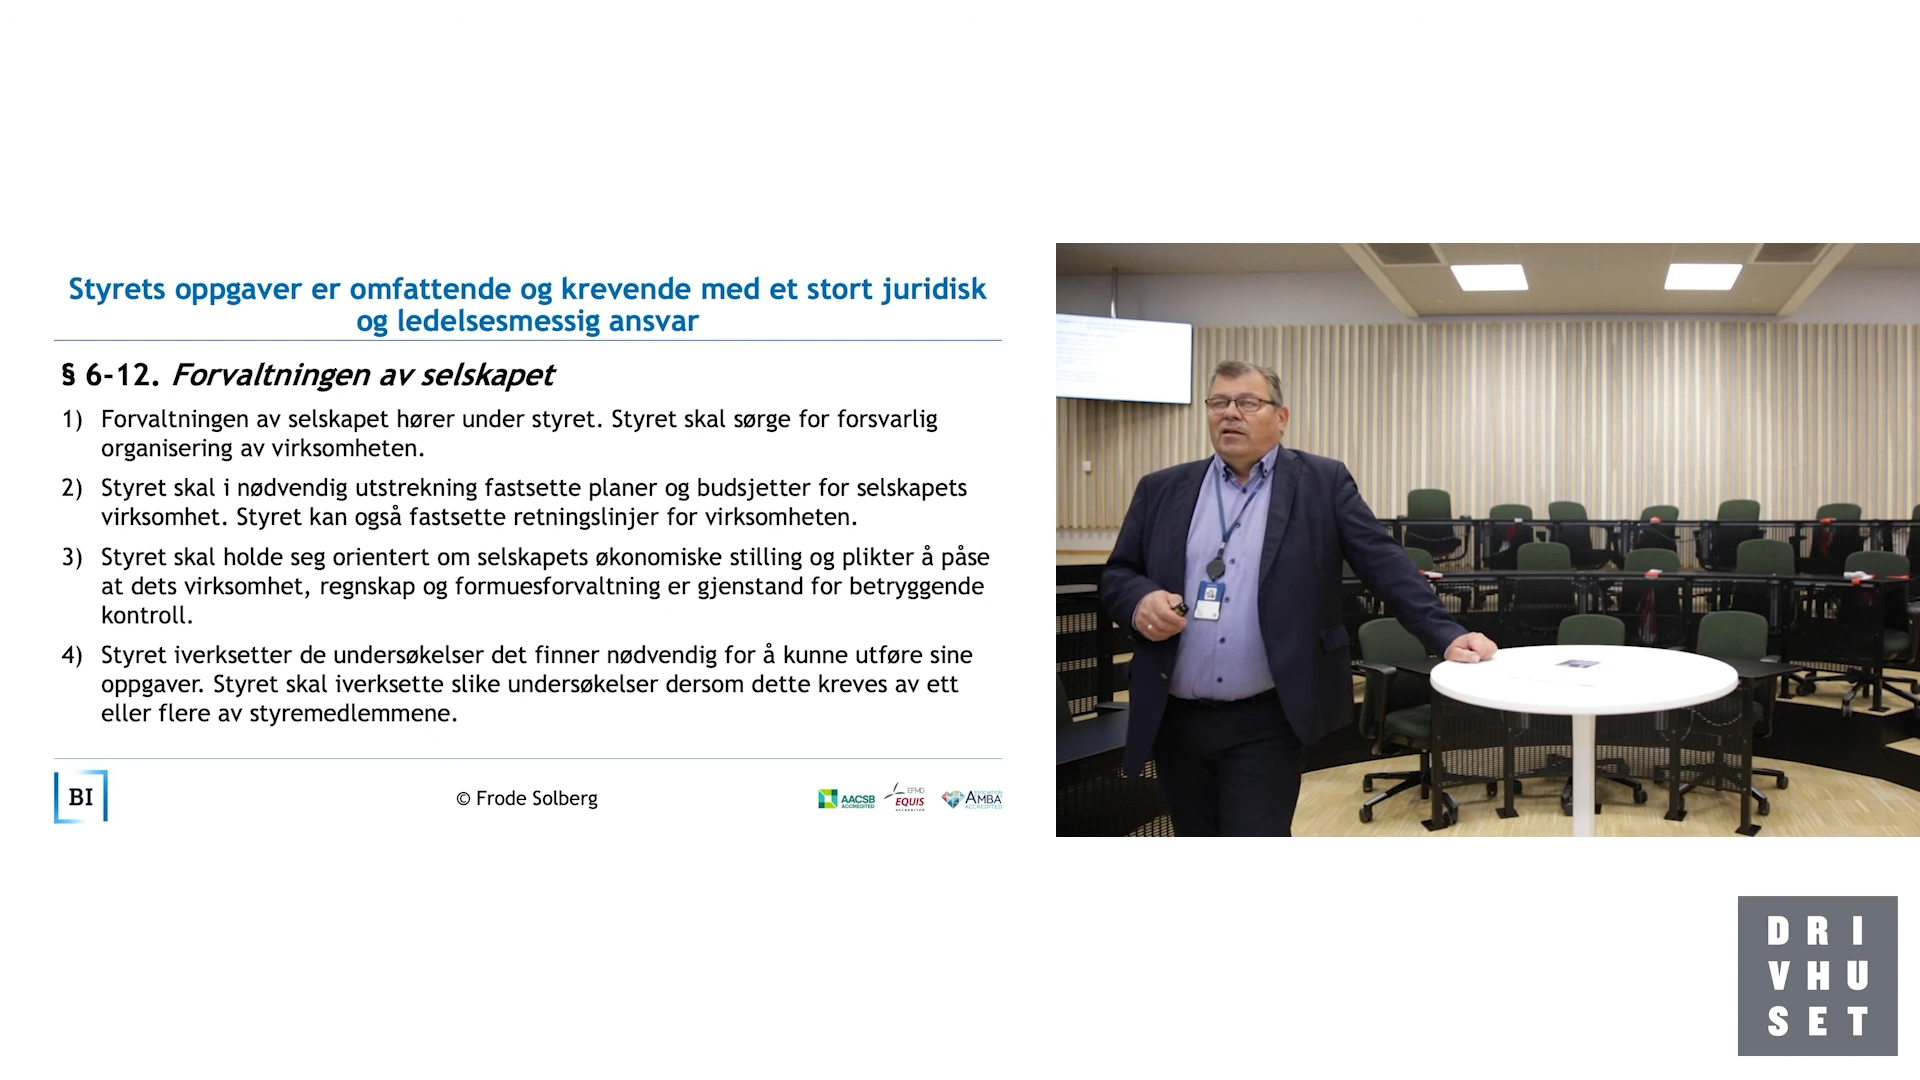 Styrets oppgaver er omfattende og krevende med et stort juridisk
og ledelsesmessig ansvar
§ 6-12. Forvaltningen av selskapet
1) Forvaltningen av selskapet hører under styret. Styret skal sørge for forsvarlig
organisering av virksomheten.
2) Styret skal i nødvendig utstrekning fastsette planer og budsjetter for selskapets
virksomhet. Styret kan også fastsette retningslinjer for virksomheten.
3) Styret skal holde seg orientert om selskapets økonomiske stilling og plikter å påse
at dets virksomhet, regnskap og formuesforvaltning er gjenstand for betryggende
kontroll.
4) Styret iverksetter de undersøkelser det finner nødvendig for å kunne utføre sine
oppgaver. Styret skal iverksette slike undersøkelser dersom dette kreves av ett
eller flere av styremedlemmene.
BI
© Frode Solberg
AACSB
ACCREDITED
EFMD
EQUIS
ACCREDITED
ASSOCIATION
AMBA
ACCREDITED
DRI
VHU
SET